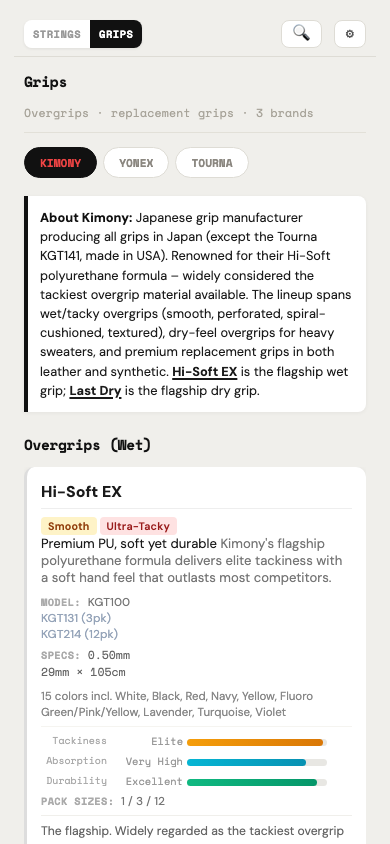 STRINGS GRIPS
Grips
Overgrips · replacement grips · 3 brands
KIMONY YONEX TOURNA
About Kimony: Japanese grip manufacturer
producing all grips in Japan (except the Tourna
KGT141, made in USA). Renowned for their Hi-Soft
polyurethane formula – widely considered the
tackiest overgrip material available. The lineup spans
wet/tacky overgrips (smooth, perforated, spiral-
cushioned, textured), dry-feel overgrips for heavy
sweaters, and premium replacement grips in both
leather and synthetic. Hi-Soft EX is the flagship wet
grip; Last Dry is the flagship dry grip.
Overgrips (Wet)
Hi-Soft EX
Smooth Ultra-Tacky
Premium PU, soft yet durable Kimony's flagship
polyurethane formula delivers elite tackiness with
a soft hand feel that outlasts most competitors.
MODEL: KGT100
KGT131 (3pk)
KGT214 (12pk)
SPECS: 0.50mm
29mm × 105cm
15 colors incl. White, Black, Red, Navy, Yellow, Fluoro
Green/Pink/Yellow, Lavender, Turquoise, Violet
Tackiness Elite
Absorption Very High
Durability Excellent
PACK SIZES: 1 / 3 / 12
The flagship. Widely regarded as the tackiest overgrip